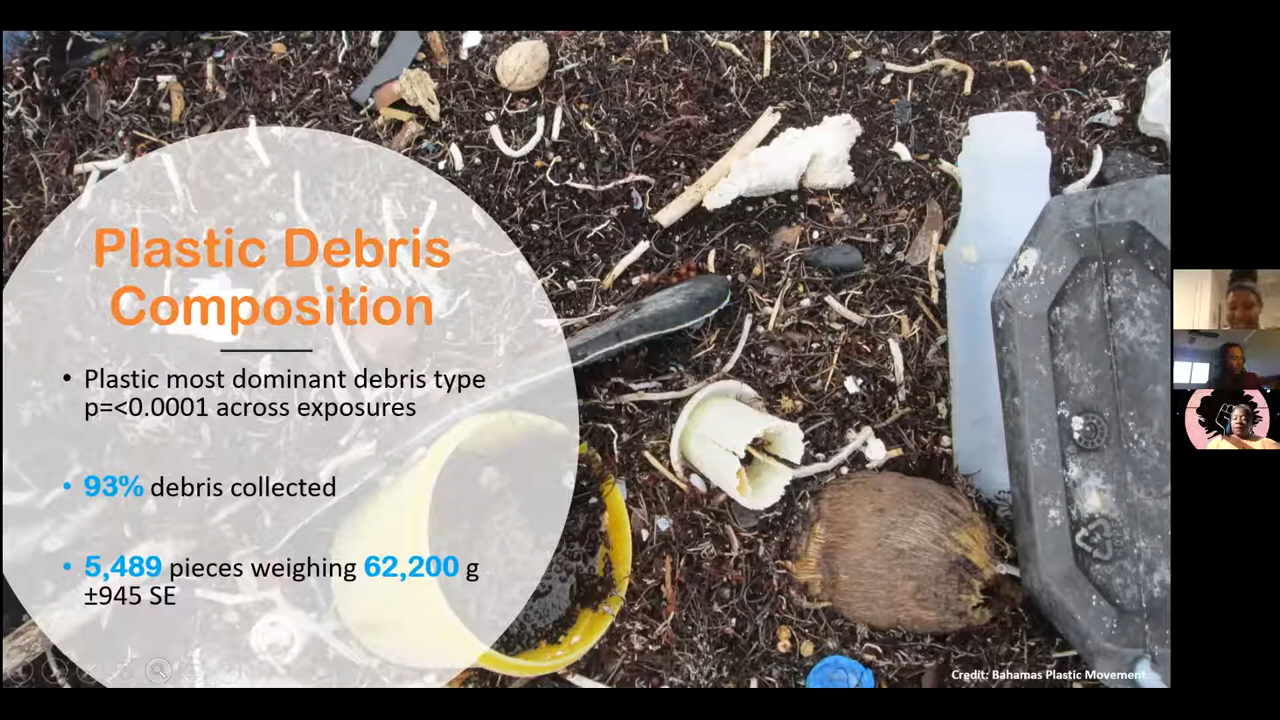 Plastic Debris
Composition
• Plastic most dominant debris type
p=<0.0001 across exposures
• 93% debris collected
• 5,489 pieces weighing 62,200 g
±945 SE
Credit: Bahamas Plastic Movement